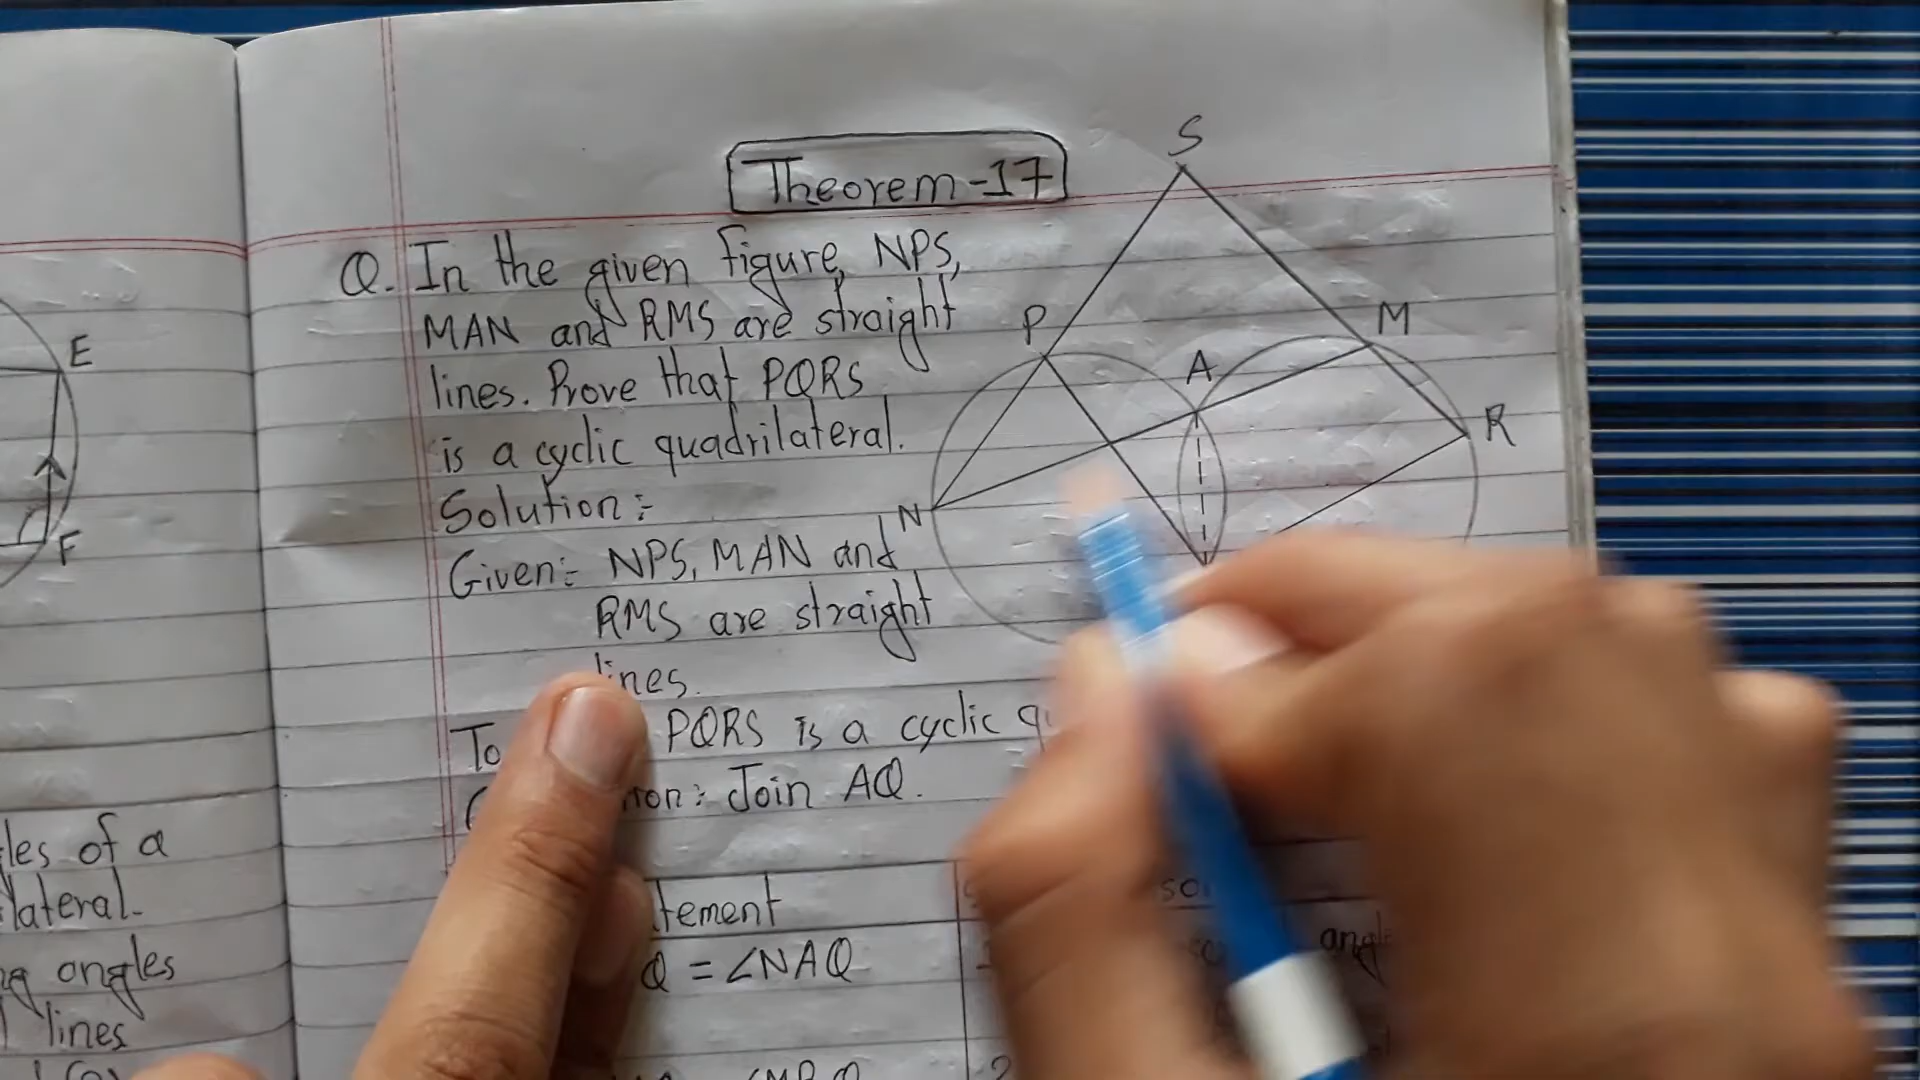 Theorem-17
Q. In the given figure, NPS,
MAN and RMS are straight
lines. Prove that PQRS
is a cyclic quadrilateral.
Solution :-
Given:- NPS, MAN and
RMS are straight
lines.
To PQRS is a cyclic
Join AQ.
Q = ∠NAQ
S
P
M
A
R
N
E
F
les of a
lateral.
angles
lines